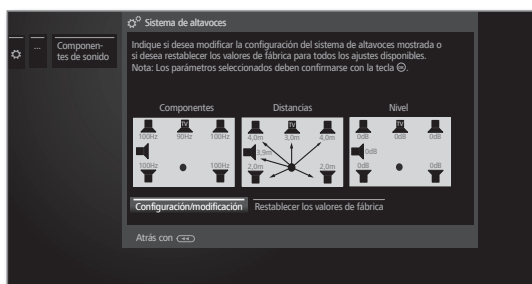 Sistema de altavoces
...
Componen-
tes de sonido
Indique si desea modificar la configuración del sistema de altavoces mostrada o
si desea restablecer los valores de fábrica para todos los ajustes disponibles.
Nota: Los parámetros seleccionados deben confirmarse con la tecla OK.
Componentes Distancias Nivel
TV TV TV
100Hz 90Hz 100Hz 4,0m 3,0m 4,0m 0dB 0dB 0dB
3,9m 0dB
100Hz 100Hz 2,0m 2,0m 0dB 0dB
Configuración/modificación Restablecer los valores de fábrica
Atrás con